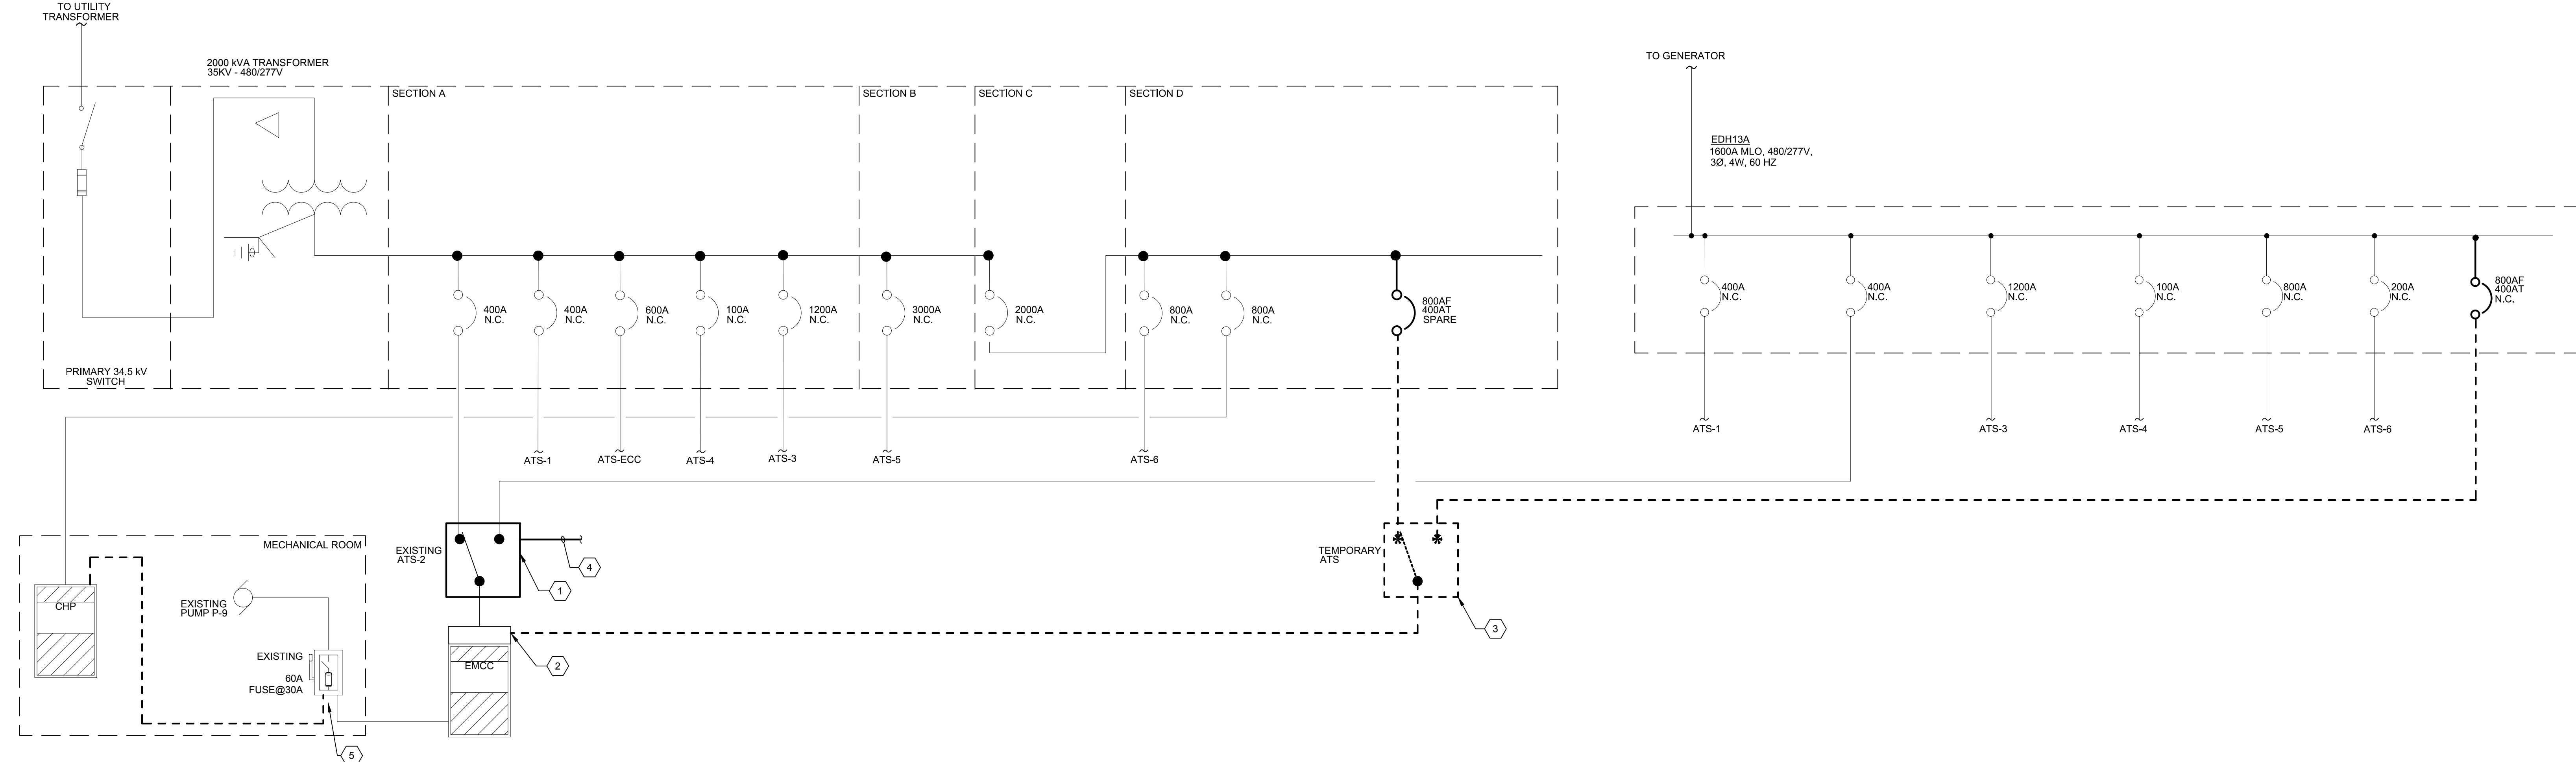 TO UTILITY
TRANSFORMER
2000 kVA TRANSFORMER
35KV - 480/277V
SECTION A
SECTION B
SECTION C
SECTION D
TO GENERATOR
EDH13A
1600A MLO, 480/277V,
3Ø, 4W, 60 HZ
400A
N.C.
400A
N.C.
600A
N.C.
100A
N.C.
1200A
N.C.
3000A
N.C.
2000A
N.C.
800A
N.C.
800A
N.C.
800AF
400AT
SPARE
400A
N.C.
400A
N.C.
1200A
N.C.
100A
N.C.
800A
N.C.
200A
N.C.
800AF
400AT
N.C.
PRIMARY 34.5 kV
SWITCH
ATS-1
ATS-ECC
ATS-4
ATS-3
ATS-5
ATS-6
ATS-1
ATS-3
ATS-4
ATS-5
ATS-6
MECHANICAL ROOM
EXISTING
ATS-2
4
1
TEMPORARY
ATS
3
CHP
EXISTING
PUMP P-9
EXISTING
60A
FUSE@30A
EMCC
2
5